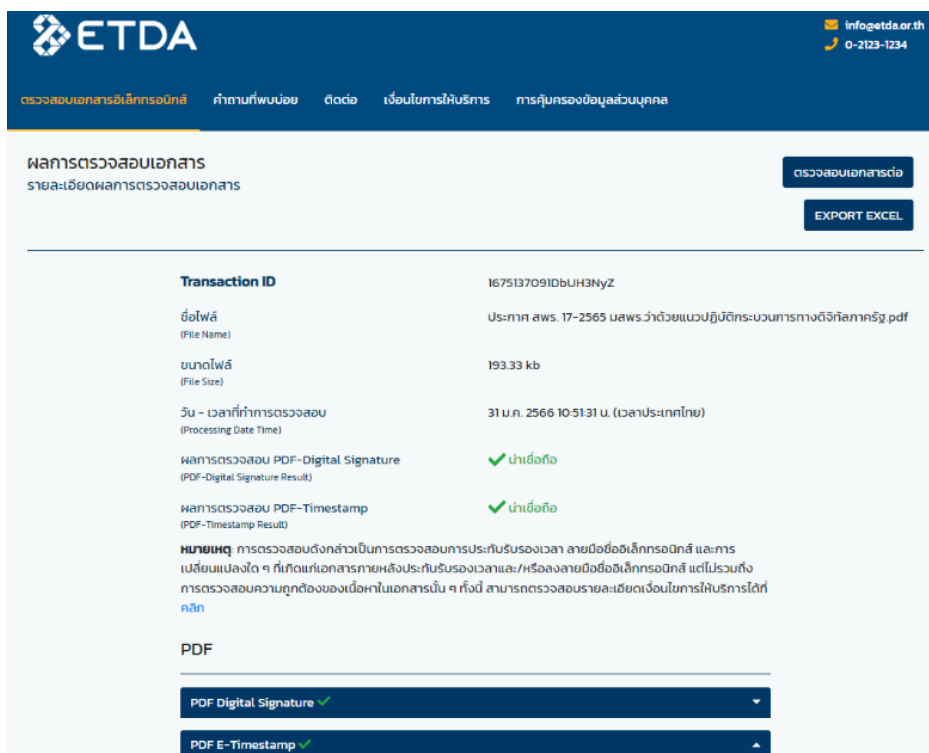 ETDA
info@etda.or.th
0-2123-1234
ตรวจสอบเอกสารอิเล็กทรอนิกส์ คำถามที่พบบ่อย ติดต่อ เงื่อนไขการให้บริการ การคุ้มครองข้อมูลส่วนบุคคล
ผลการตรวจสอบเอกสาร
รายละเอียดผลการตรวจสอบเอกสาร
ตรวจสอบเอกสารต่อ
EXPORT EXCEL
Transaction ID 1675137091DbUH3NyZ
ชื่อไฟล์ ประกาศ สพร. 17-2565 มสพร.ว่าด้วยแนวปฏิบัติกระบวนการทางดิจิทัลภาครัฐ.pdf
(File Name)
ขนาดไฟล์ 193.33 kb
(File Size)
วัน - เวลาที่ทำการตรวจสอบ 31 ม.ค. 2566 10:51:31 น. (เวลาประเทศไทย)
(Processing Date Time)
ผลการตรวจสอบ PDF-Digital Signature น่าเชื่อถือ
(PDF-Digital Signature Result)
ผลการตรวจสอบ PDF-Timestamp น่าเชื่อถือ
(PDF-Timestamp Result)
หมายเหตุ: การตรวจสอบดังกล่าวเป็นการตรวจสอบการประทับรับรองเวลา ลายมือชื่ออิเล็กทรอนิกส์ และการ
เปลี่ยนแปลงใด ๆ ที่เกิดแก่เอกสารภายหลังประทับรับรองเวลาและ/หรือลงลายมือชื่ออิเล็กทรอนิกส์ แต่ไม่รวมถึง
การตรวจสอบความถูกต้องของเนื้อหาในเอกสารนั้น ๆ ทั้งนี้ สามารถตรวจสอบรายละเอียดเงื่อนไขการให้บริการได้ที่
คลิก
PDF
PDF Digital Signature
PDF E-Timestamp